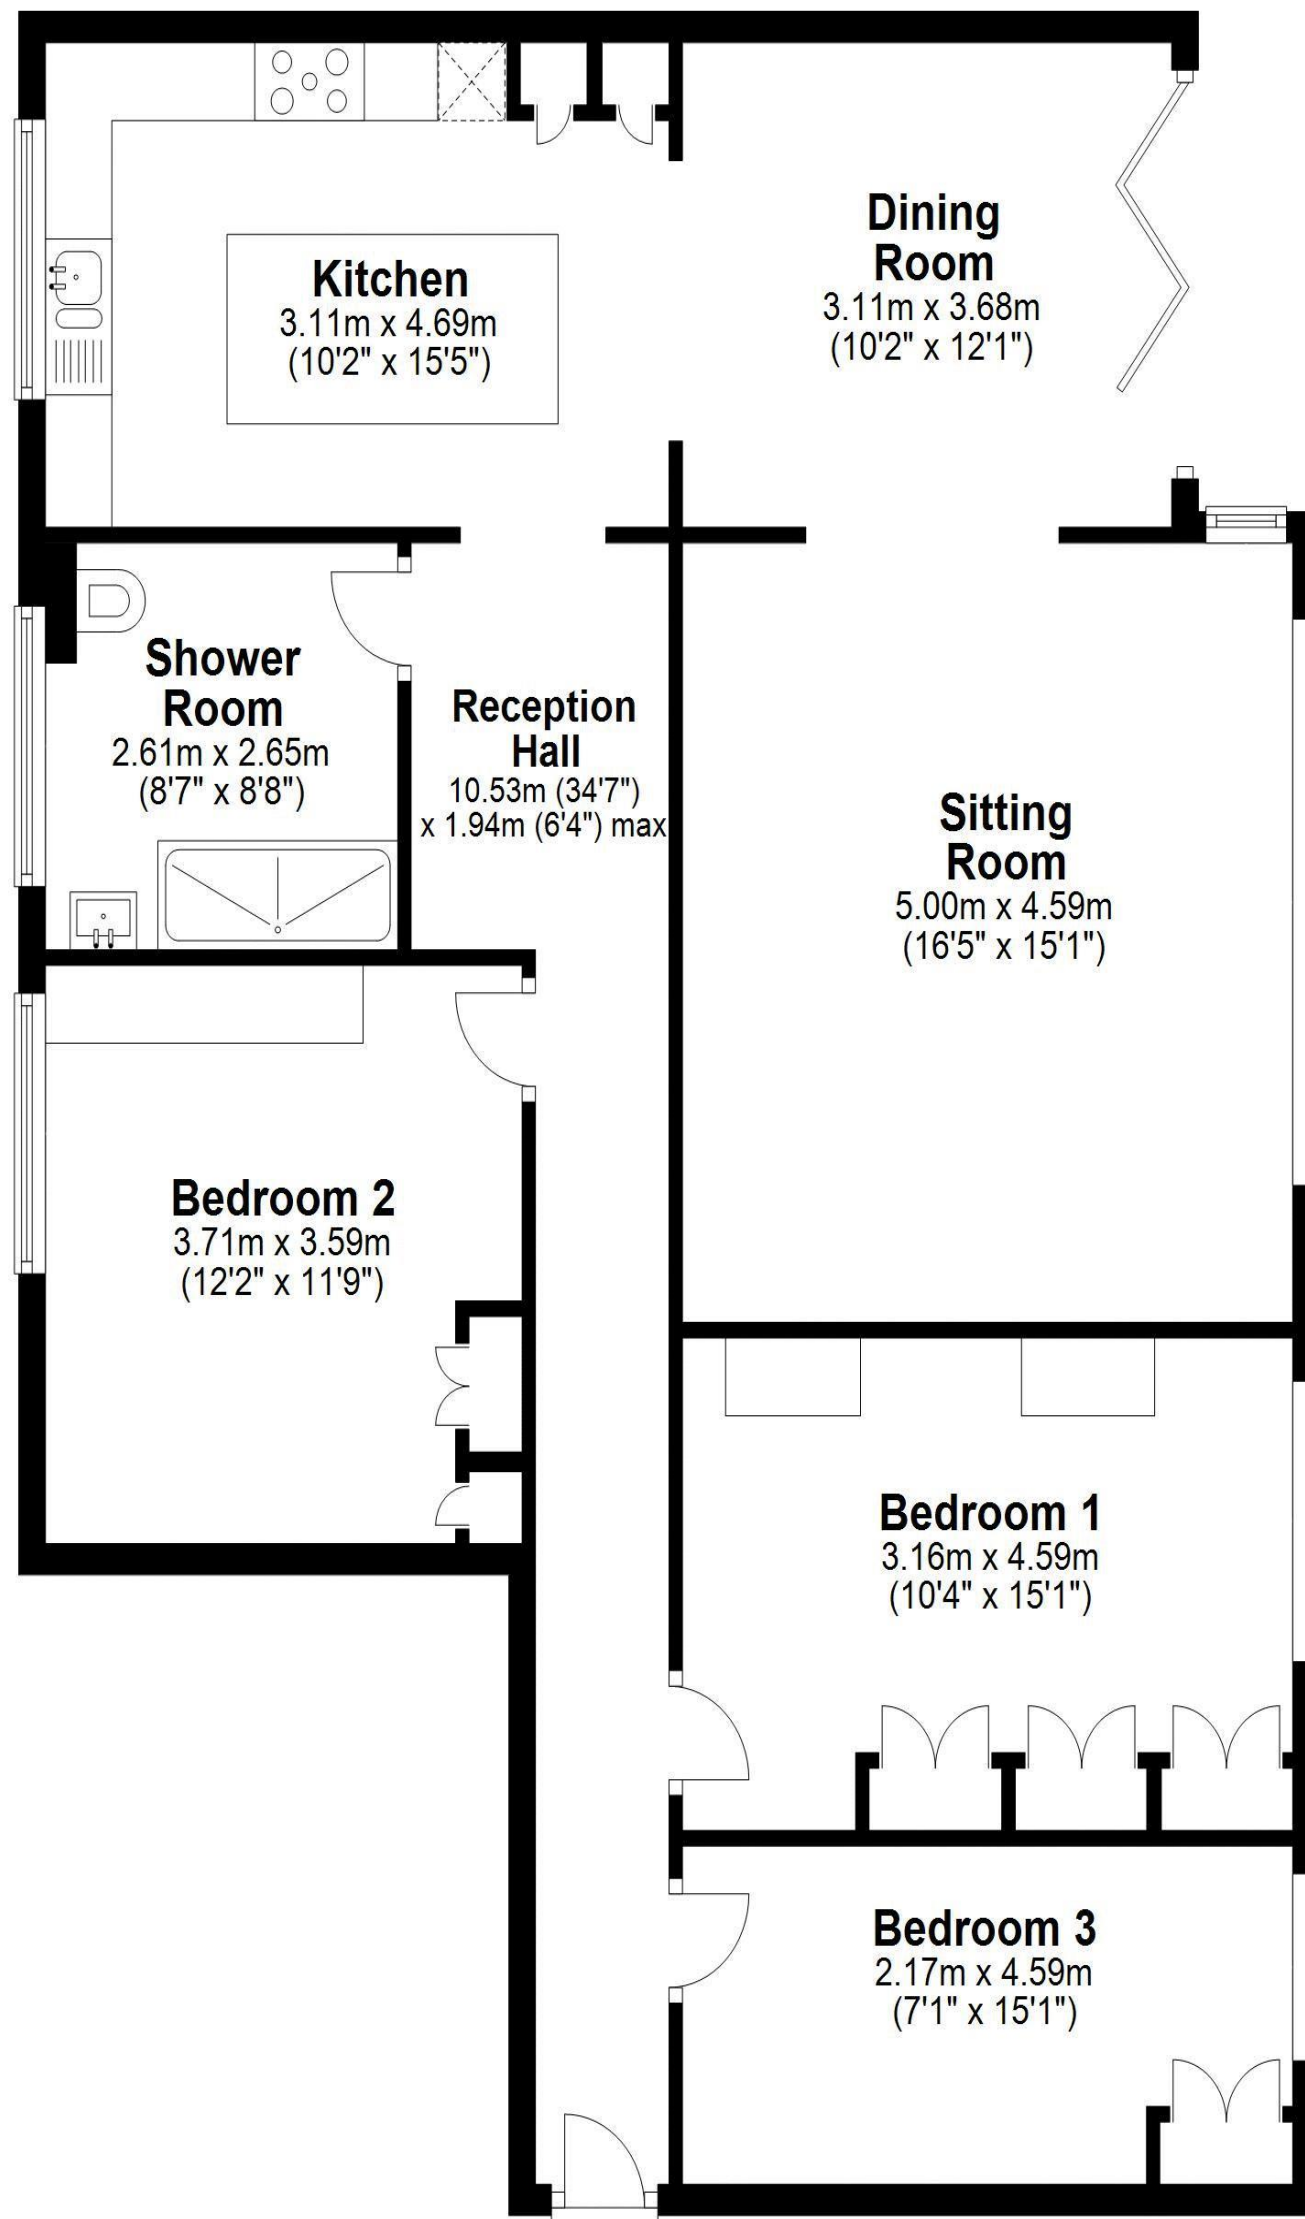 Kitchen
3.11m x 4.69m
(10'2" x 15'5")
Dining
Room
3.11m x 3.68m
(10'2" x 12'1")
Shower
Room
2.61m x 2.65m
(8'7" x 8'8")
Reception
Hall
10.53m (34'7")
x 1.94m (6'4") max
Sitting
Room
5.00m x 4.59m
(16'5" x 15'1")
Bedroom 2
3.71m x 3.59m
(12'2" x 11'9")
Bedroom 1
3.16m x 4.59m
(10'4" x 15'1")
Bedroom 3
2.17m x 4.59m
(7'1" x 15'1")